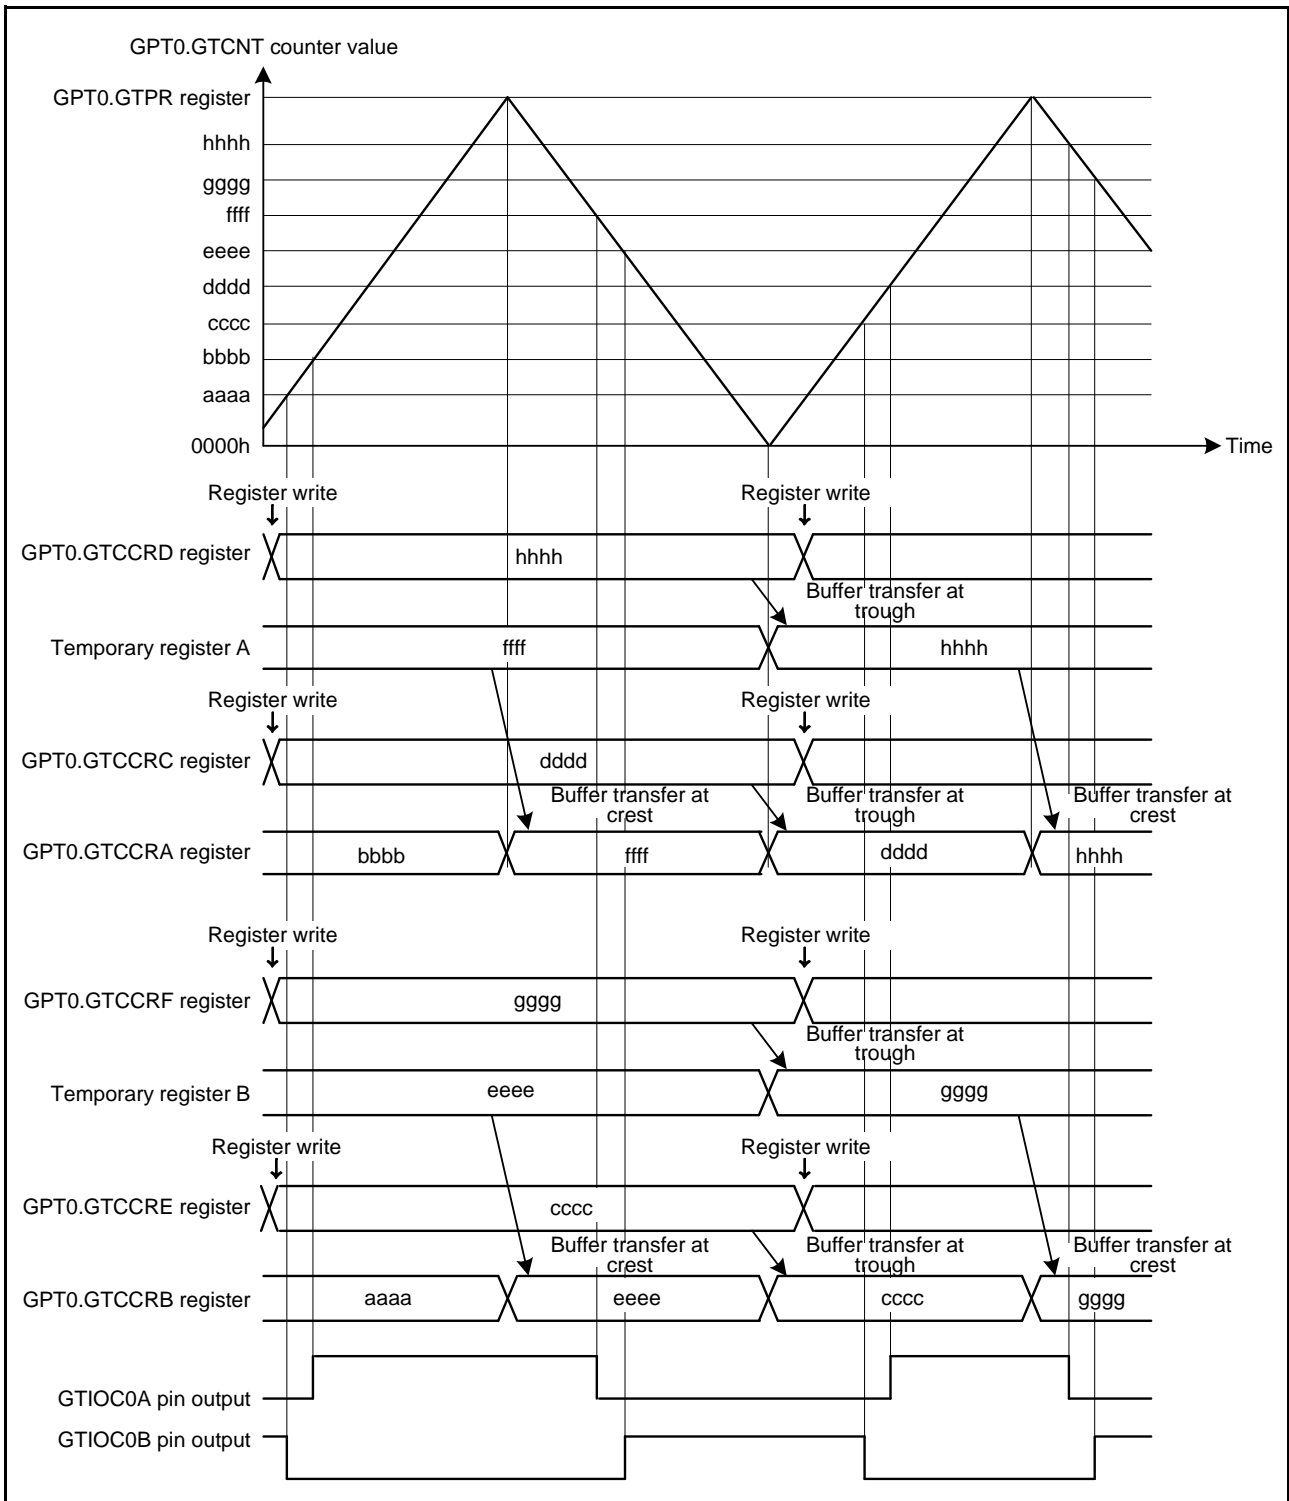 GPT0.GTCNT counter value
GPT0.GTPR register
hhhh
gggg
ffff
eeee
dddd
cccc
bbbb
aaaa
0000h
Time
Register write
Register write
GPT0.GTCCRD register
hhhh
Buffer transfer at
trough
Temporary register A
ffff
hhhh
Register write
Register write
GPT0.GTCCRC register
dddd
Buffer transfer at
crest
Buffer transfer at
trough
Buffer transfer at
crest
GPT0.GTCCRA register
bbbb
ffff
dddd
hhhh
Register write
Register write
GPT0.GTCCRF register
gggg
Buffer transfer at
trough
Temporary register B
eeee
gggg
Register write
Register write
GPT0.GTCCRE register
cccc
Buffer transfer at
crest
Buffer transfer at
trough
Buffer transfer at
crest
GPT0.GTCCRB register
aaaa
eeee
cccc
gggg
GTIOC0A pin output
GTIOC0B pin output